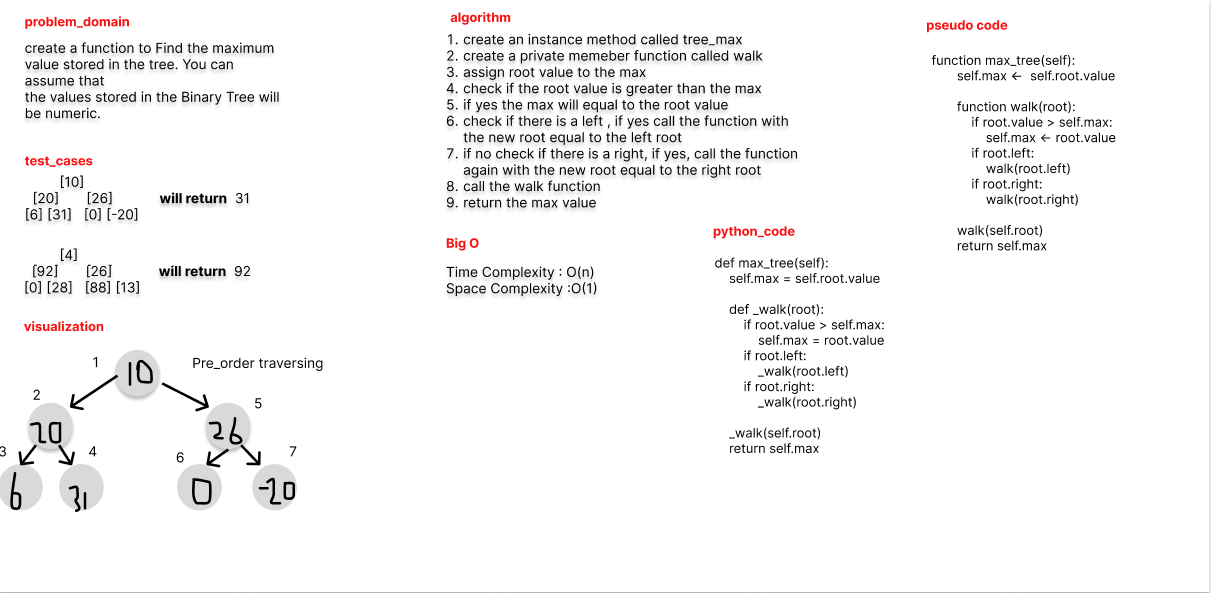 problem_domain
create a function to Find the maximum
value stored in the tree. You can
assume that
the values stored in the Binary Tree will
be numeric.
test_cases
[10]
[20] [26] will return 31
[6] [31] [0] [-20]
[4]
[92] [26] will return 92
[0] [28] [88] [13]
visualization
1 10 Pre_order traversing
2 5
20 26
3 4 6 7
6 31 0 -20
algorithm
1. create an instance method called tree_max
2. create a private memeber function called walk
3. assign root value to the max
4. check if the root value is greater than the max
5. if yes the max will equal to the root value
6. check if there is a left , if yes call the function with
the new root equal to the left root
7. if no check if there is a right, if yes, call the function
again with the new root equal to the right root
8. call the walk function
9. return the max value
Big O
Time Complexity : O(n)
Space Complexity :O(1)
python_code
def max_tree(self):
self.max = self.root.value
def _walk(root):
if root.value > self.max:
self.max = root.value
if root.left:
_walk(root.left)
if root.right:
_walk(root.right)
_walk(self.root)
return self.max
pseudo code
function max_tree(self):
self.max ← self.root.value
function walk(root):
if root.value > self.max:
self.max ← root.value
if root.left:
walk(root.left)
if root.right:
walk(root.right)
walk(self.root)
return self.max